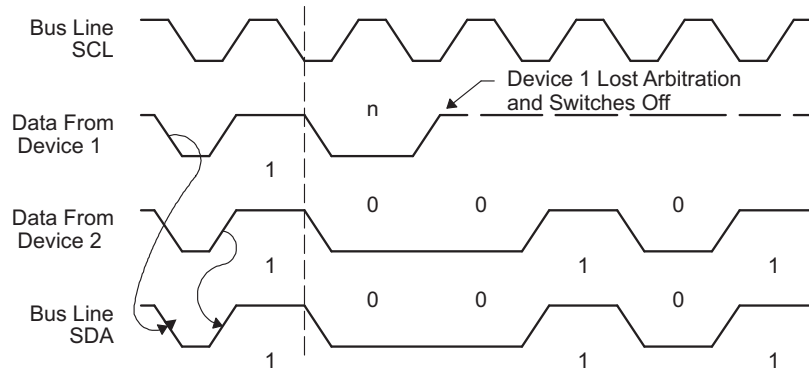 Bus Line
SCL
Device 1 Lost Arbitration
and Switches Off
n
Data From
Device 1
1
0 0 0
Data From
Device 2
1 1 1
0 0 0
Bus Line
SDA
1 1 1